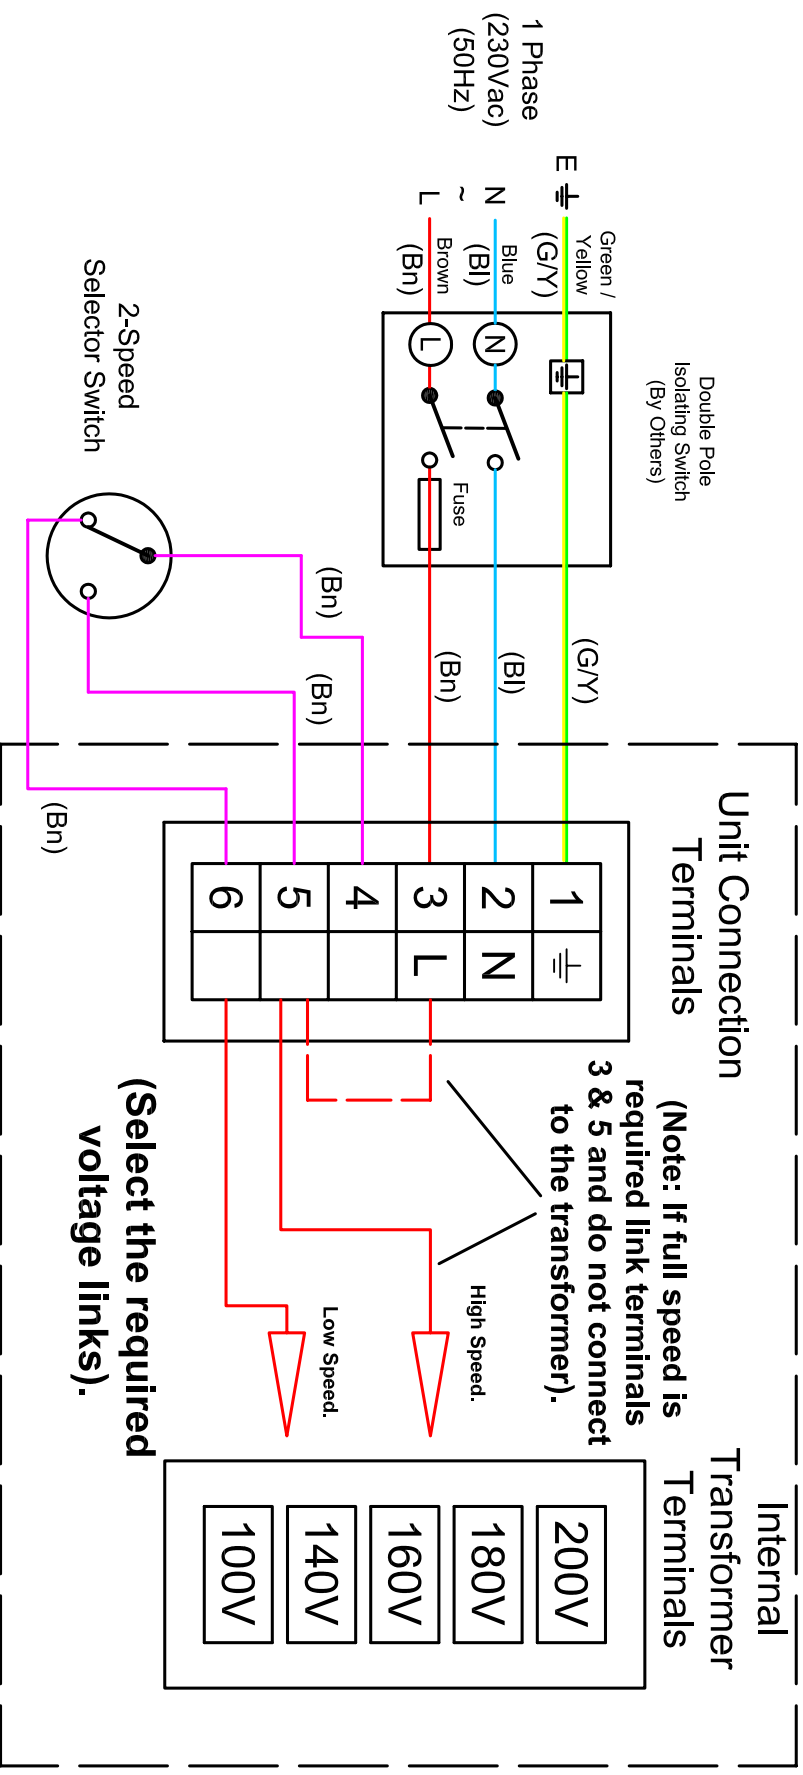 1 Phase
(230Vac)
(50Hz)
E
N
~
L
Green /
Yellow
(G/Y)
Blue
(Bl)
Brown
(Bn)
Double Pole
Isolating Switch
(By Others)
N
L
Fuse
2-Speed
Selector Switch
(G/Y)
(Bl)
(Bn)
(Bn)
(Bn)
(Bn)
Unit Connection
Terminals
1
2 N
3 L
4
5
6
(Note: If full speed is
required link terminals
3 & 5 and do not connect
to the transformer).
High Speed.
Low Speed.
(Select the required
voltage links).
Internal
Transformer
Terminals
200V
180V
160V
140V
100V